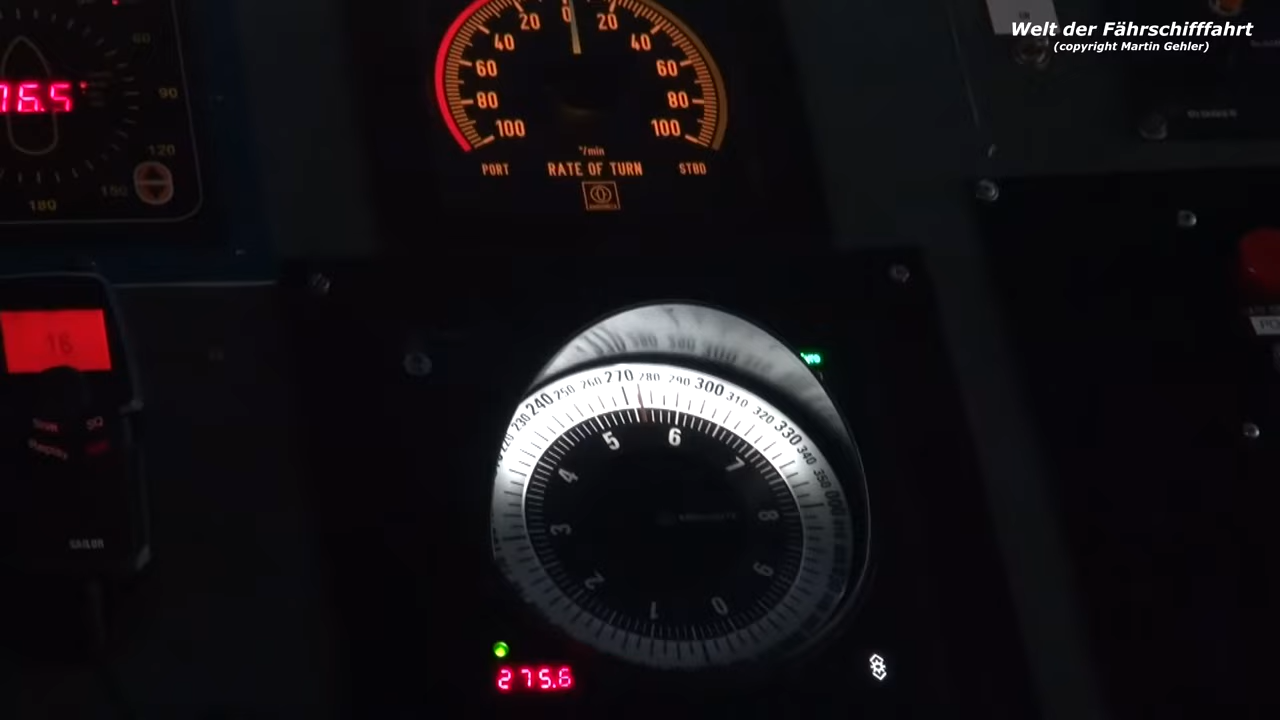 Welt der Fährschifffahrt
(copyright Martin Gehler)
20 0 20
40 40
60 60
80 80
100 100
°/min
PORT RATE OF TURN STBD
76.5
60
90
120
150
180
16
SQ
SAILOR
220 230 240 250 260 270 280 290 300 310 320 330 340 350 000
5 6
4 7
3 8
2 9
1 0
275.6